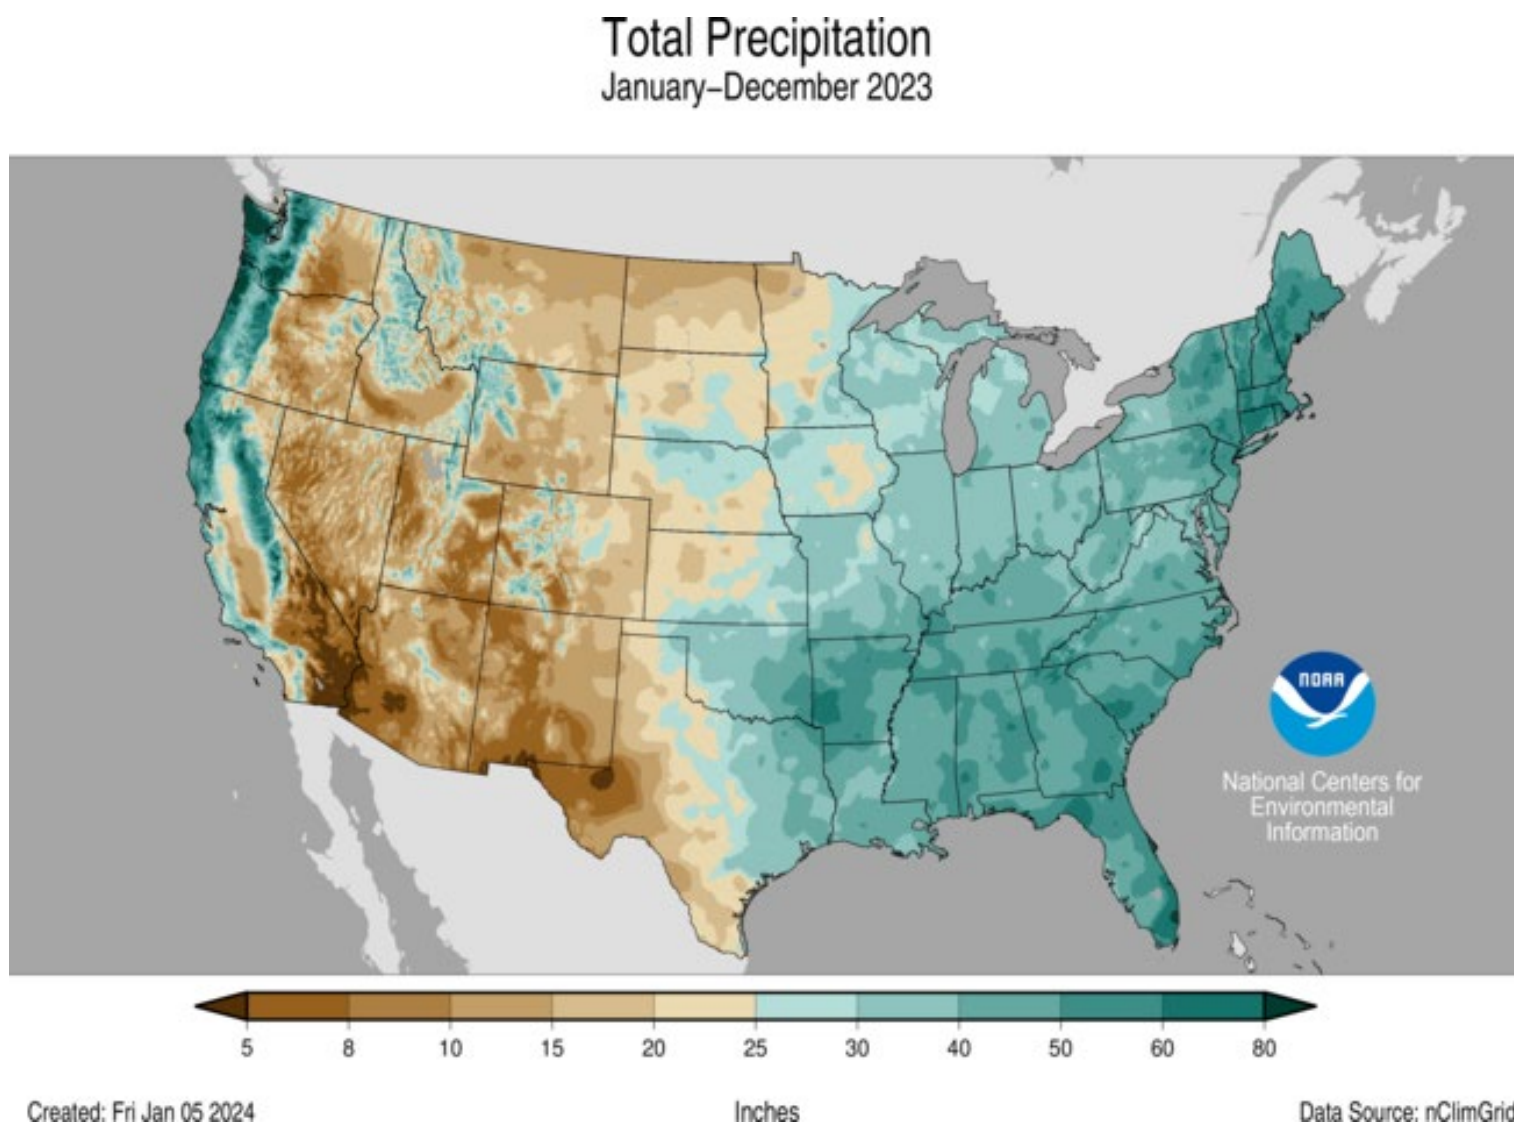 Total Precipitation
January–December 2023
NOAA
National Centers for
Environmental
Information
5 8 10 15 20 25 30 40 50 60 80
Created: Fri Jan 05 2024 Inches Data Source: nClimGrid